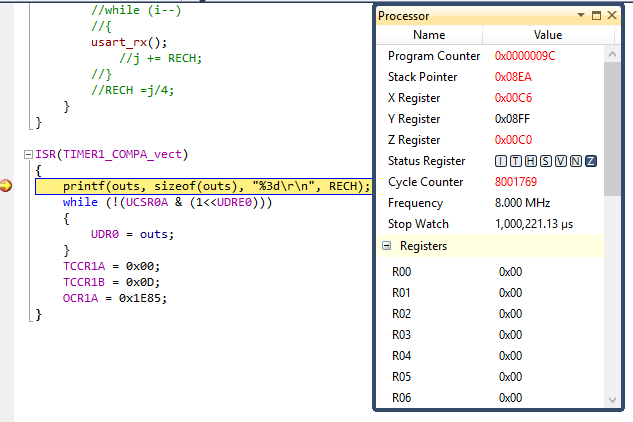 //while (i--)
//{
usart_rx();
//j += RECH;
//}
//RECH =j/4;
}
}
ISR(TIMER1_COMPA_vect)
{
printf(outs, sizeof(outs), "%3d\r\n", RECH);
while (!(UCSR0A & (1<<UDRE0)))
{
UDR0 = outs;
}
TCCR1A = 0x00;
TCCR1B = 0x0D;
OCR1A = 0x1E85;
}
Processor
Name Value
Program Counter 0x0000009C
Stack Pointer 0x08EA
X Register 0x00C6
Y Register 0x08FF
Z Register 0x00C0
Status Register I T H S V N Z
Cycle Counter 8001769
Frequency 8.000 MHz
Stop Watch 1,000,221.13 µs
Registers
R00 0x00
R01 0x00
R02 0x00
R03 0x00
R04 0x00
R05 0x00
R06 0x00